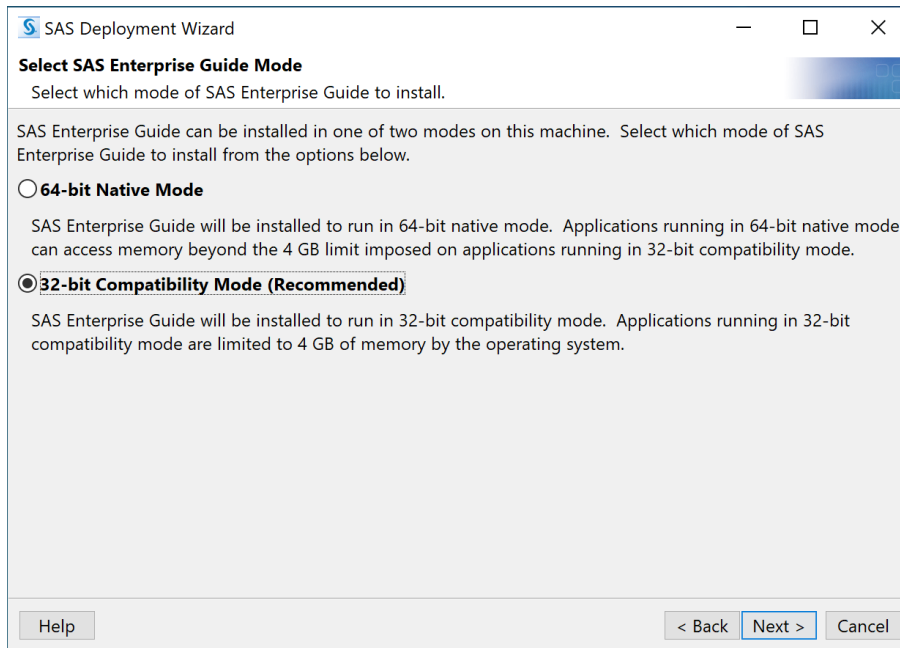 SAS Deployment Wizard
Select SAS Enterprise Guide Mode
Select which mode of SAS Enterprise Guide to install.
SAS Enterprise Guide can be installed in one of two modes on this machine.  Select which mode of SAS
Enterprise Guide to install from the options below.
64-bit Native Mode
SAS Enterprise Guide will be installed to run in 64-bit native mode.  Applications running in 64-bit native mode
can access memory beyond the 4 GB limit imposed on applications running in 32-bit compatibility mode.
32-bit Compatibility Mode (Recommended)
SAS Enterprise Guide will be installed to run in 32-bit compatibility mode.  Applications running in 32-bit
compatibility mode are limited to 4 GB of memory by the operating system.
Help < Back Next > Cancel